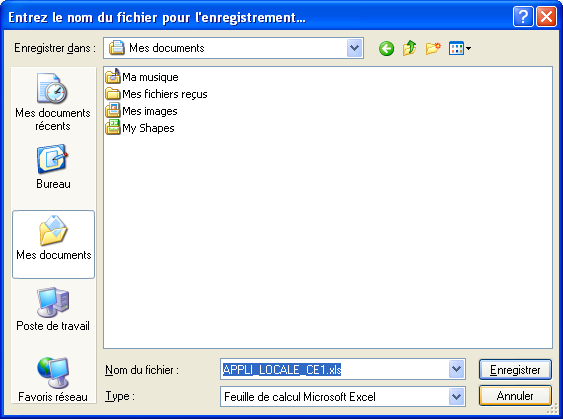 Entrez le nom du fichier pour l'enregistrement...
Enregistrer dans :
Mes documents
Ma musique
Mes fichiers reçus
Mes images
My Shapes
Mes documents
récents
Bureau
Mes documents
Poste de travail
Favoris réseau
Nom du fichier :
APPLI_LOCALE_CE1.xls
Enregistrer
Type :
Feuille de calcul Microsoft Excel
Annuler